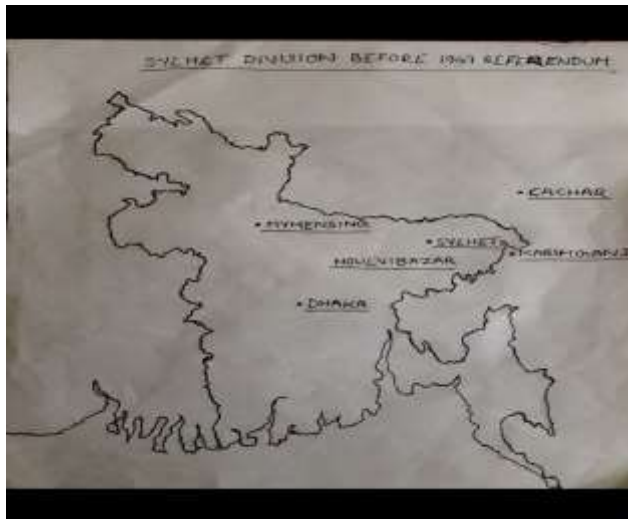 SYLHET DIVISION BEFORE 1947 REFERENDUM
CACHAR
MYMENSING
SYLHET
KARIMGANJ
MOULVIBAZAR
DHAKA